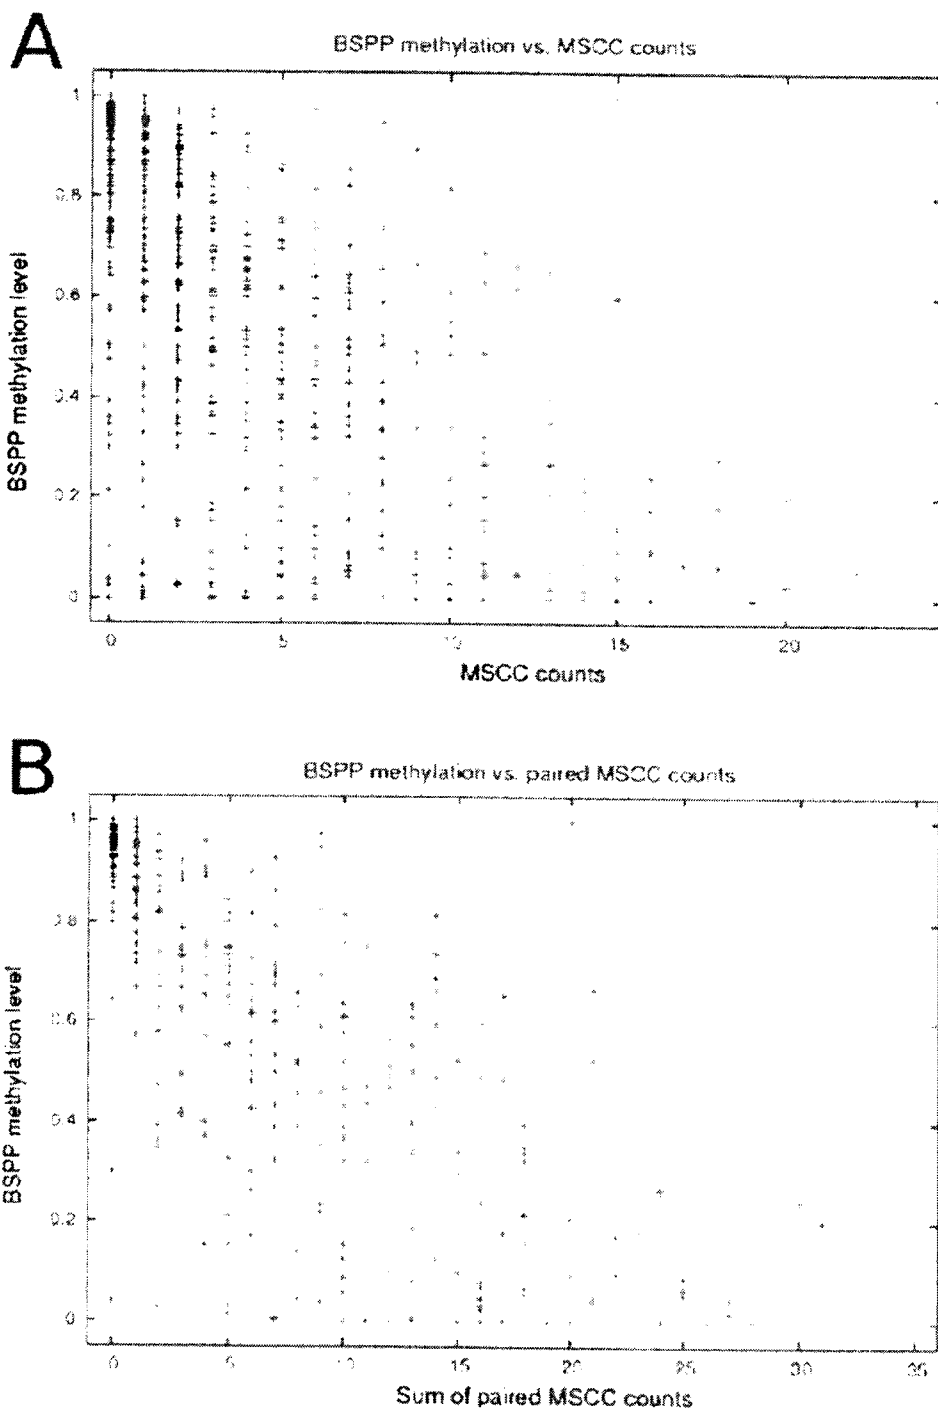 A
BSPP methylation vs. MSCC counts
1
0.8
0.6
0.4
0.2
0
BSPP methylation level
0 5 10 15 20
MSCC counts
B
BSPP methylation vs. paired MSCC counts
1
0.8
0.6
0.4
0.2
0
BSPP methylation level
0 5 10 15 20 25 30 35
Sum of paired MSCC counts